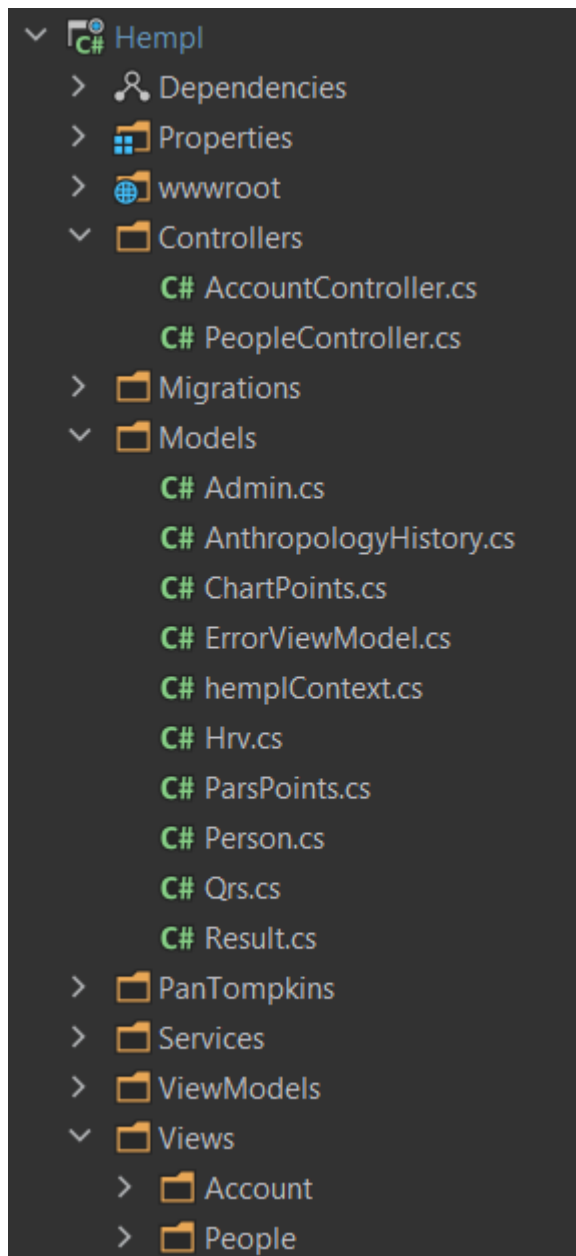 Hempl
Dependencies
Properties
wwwroot
Controllers
C# AccountController.cs
C# PeopleController.cs
Migrations
Models
C# Admin.cs
C# AnthropologyHistory.cs
C# ChartPoints.cs
C# ErrorViewModel.cs
C# hemplContext.cs
C# Hrv.cs
C# ParsPoints.cs
C# Person.cs
C# Qrs.cs
C# Result.cs
PanTompkins
Services
ViewModels
Views
Account
People